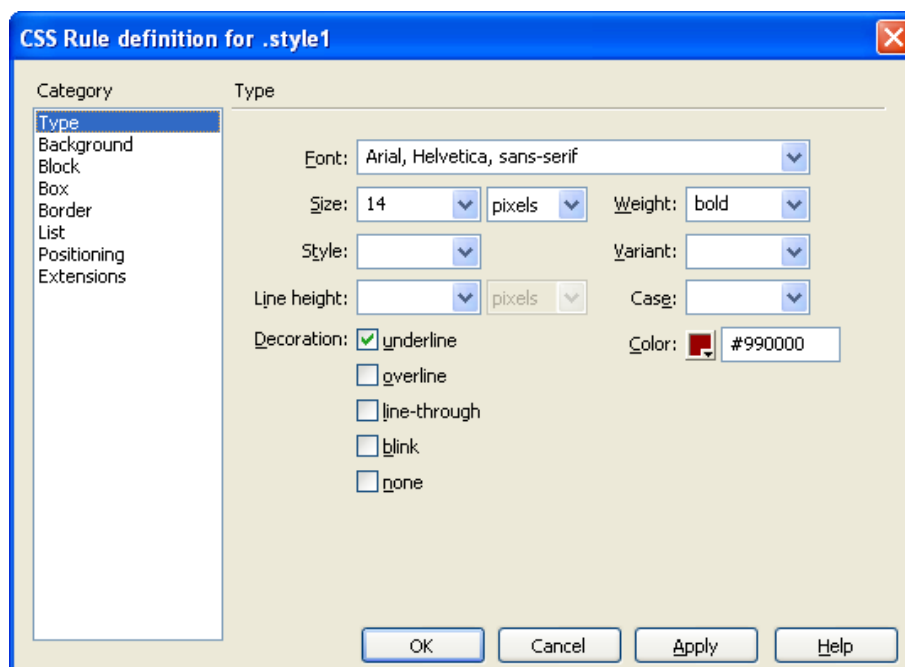 CSS Rule definition for .style1
Category
Type
Background
Block
Box
Border
List
Positioning
Extensions
Type
Font: Arial, Helvetica, sans-serif
Size: 14 pixels Weight: bold
Style: Variant:
Line height: pixels Case:
Decoration: underline Color: #990000
overline
line-through
blink
none
OK Cancel Apply Help